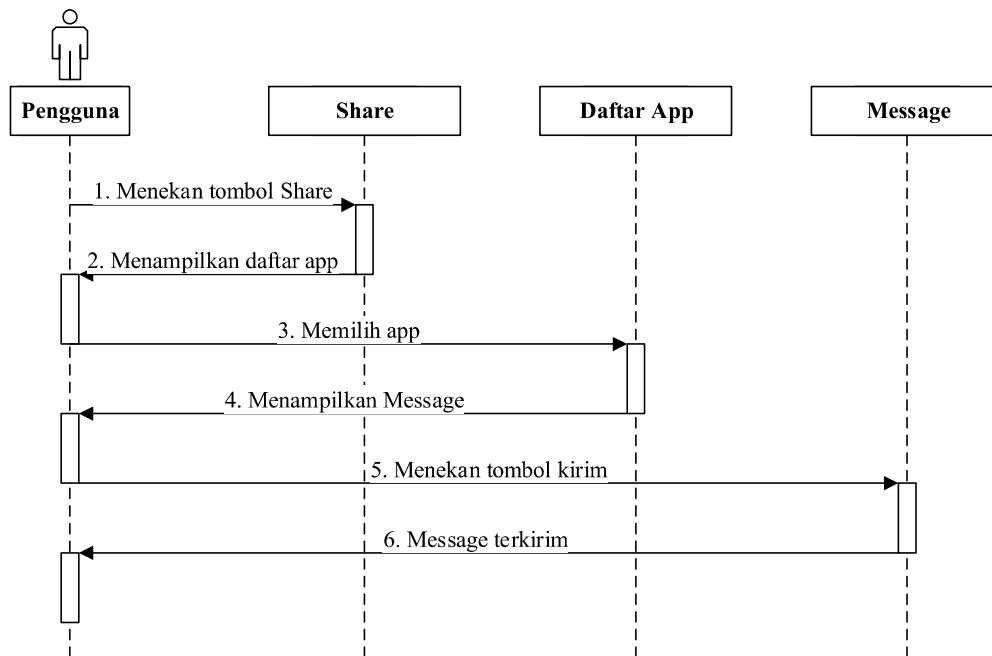 Pengguna
Share
Daftar App
Message
1. Menekan tombol Share
2. Menampilkan daftar app
3. Memilih app
4. Menampilkan Message
5. Menekan tombol kirim
6. Message terkirim